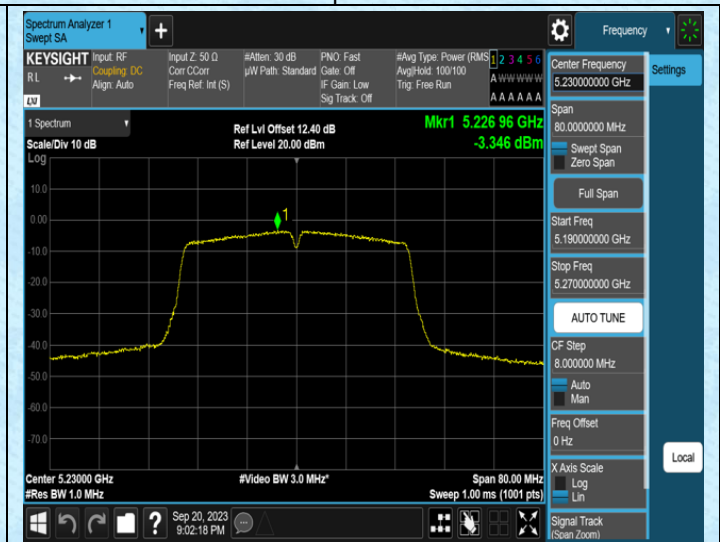 Spectrum Analyzer 1
Swept SA
+
Frequency
KEYSIGHT
RL
LXI
Input: RF
Coupling: DC
Align: Auto
Input Z: 50 Ω
Corr CCorr
Freq Ref: Int (S)
#Atten: 30 dB
µW Path: Standard
PNO: Fast
Gate: Off
IF Gain: Low
Sig Track: Off
#Avg Type: Power (RMS
Avg|Hold: 100/100
Trig: Free Run
1 2 3 4 5 6
A W W W W W
A A A A A A
1 Spectrum
Scale/Div 10 dB
Log
Ref Lvl Offset 12.40 dB
Ref Level 20.00 dBm
Mkr1 5.226 96 GHz
-3.346 dBm
10.0
0.00
-10.0
-20.0
-30.0
-40.0
-50.0
-60.0
-70.0
1
Center 5.23000 GHz
#Res BW 1.0 MHz
#Video BW 3.0 MHz*
Span 80.00 MHz
Sweep 1.00 ms (1001 pts)
Center Frequency
5.230000000 GHz
Span
80.0000000 MHz
Swept Span
Zero Span
Full Span
Start Freq
5.190000000 GHz
Stop Freq
5.270000000 GHz
AUTO TUNE
CF Step
8.000000 MHz
Auto
Man
Freq Offset
0 Hz
X Axis Scale
Log
Lin
Signal Track
(Span Zoom)
Settings
Local
?
Sep 20, 2023
9:02:18 PM